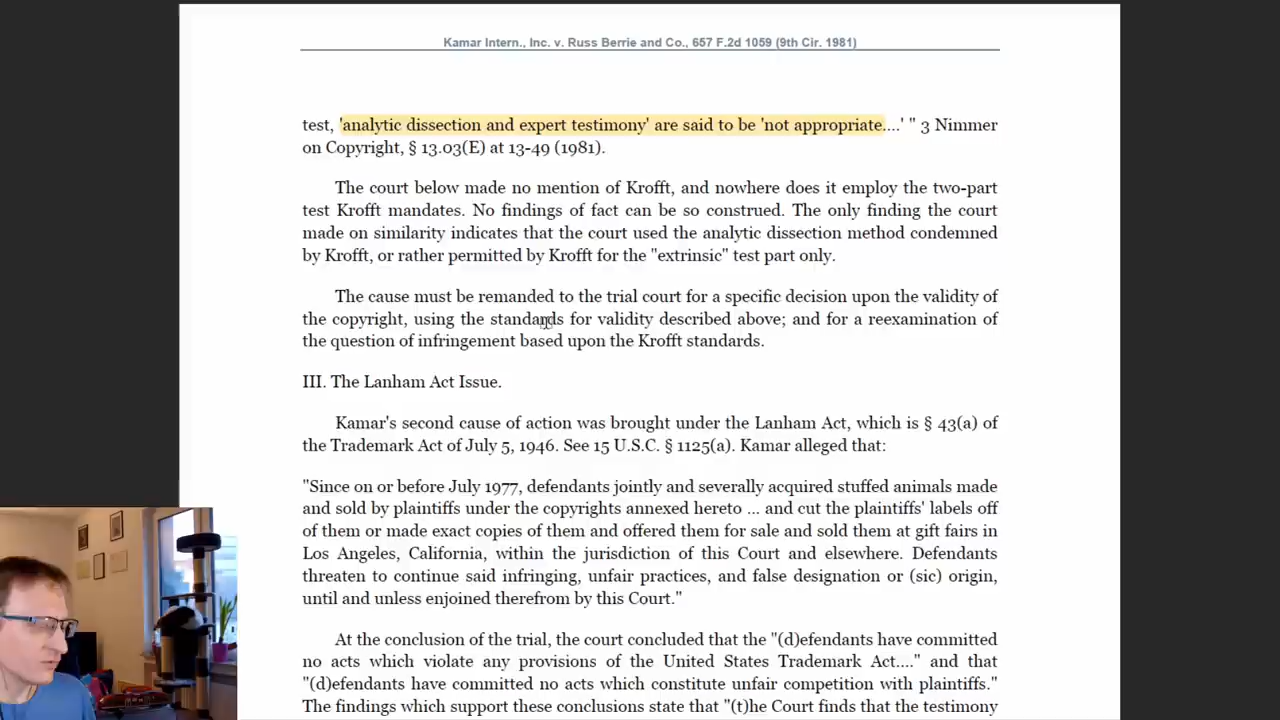 Kamar Intern., Inc. v. Russ Berrie and Co., 657 F.2d 1059 (9th Cir. 1981)
test, 'analytic dissection and expert testimony' are said to be 'not appropriate....' " 3 Nimmer
on Copyright, § 13.03(E) at 13-49 (1981).
The court below made no mention of Krofft, and nowhere does it employ the two-part
test Krofft mandates. No findings of fact can be so construed. The only finding the court
made on similarity indicates that the court used the analytic dissection method condemned
by Krofft, or rather permitted by Krofft for the "extrinsic" test part only.
The cause must be remanded to the trial court for a specific decision upon the validity of
the copyright, using the standards for validity described above; and for a reexamination of
the question of infringement based upon the Krofft standards.
III. The Lanham Act Issue.
Kamar's second cause of action was brought under the Lanham Act, which is § 43(a) of
the Trademark Act of July 5, 1946. See 15 U.S.C. § 1125(a). Kamar alleged that:
"Since on or before July 1977, defendants jointly and severally acquired stuffed animals made
and sold by plaintiffs under the copyrights annexed hereto ... and cut the plaintiffs' labels off
of them or made exact copies of them and offered them for sale and sold them at gift fairs in
Los Angeles, California, within the jurisdiction of this Court and elsewhere. Defendants
threaten to continue said infringing, unfair practices, and false designation or (sic) origin,
until and unless enjoined therefrom by this Court."
At the conclusion of the trial, the court concluded that the "(d)efendants have committed
no acts which violate any provisions of the United States Trademark Act...." and that
"(d)efendants have committed no acts which constitute unfair competition with plaintiffs."
The findings which support these conclusions state that "(t)he Court finds that the testimony